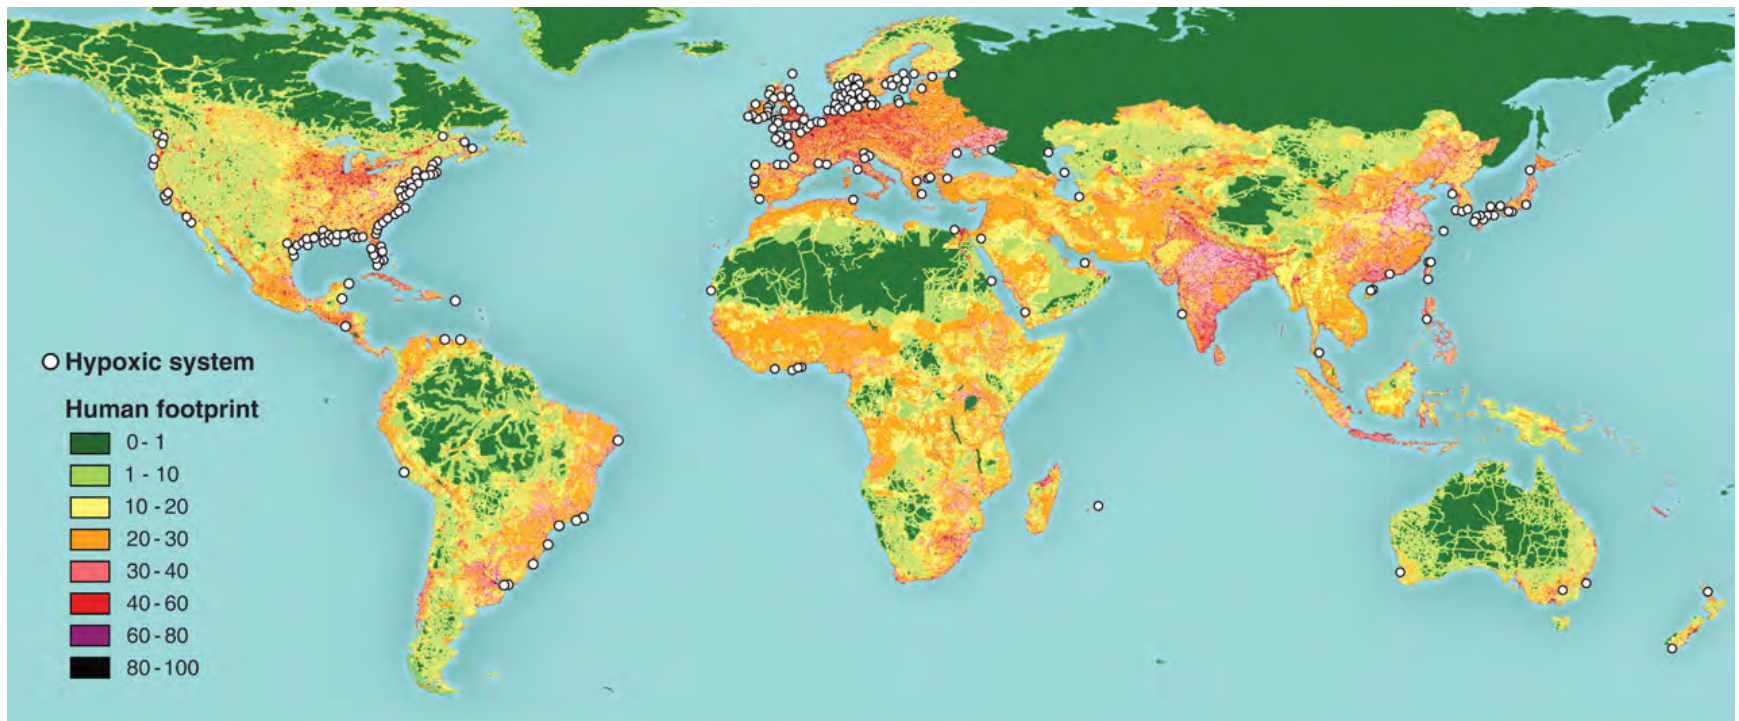 Hypoxic system
Human footprint
0 - 1
1 - 10
10 - 20
20 - 30
30 - 40
40 - 60
60 - 80
80 - 100